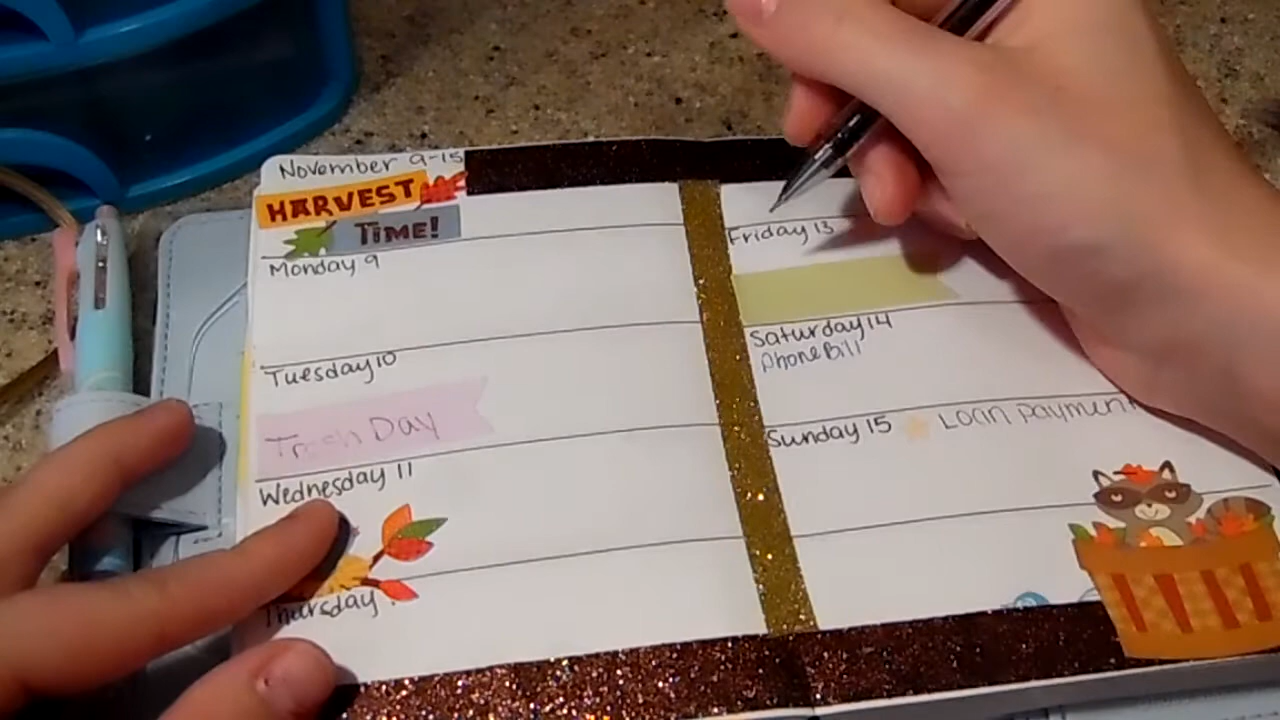 November 9-15
HARVEST
TiME!
Monday 9
Tuesday 10
Trash Day
Wednesday 11
Thursday
Friday 13
Saturday 14
Phone Bill
Sunday 15 Loan Payment